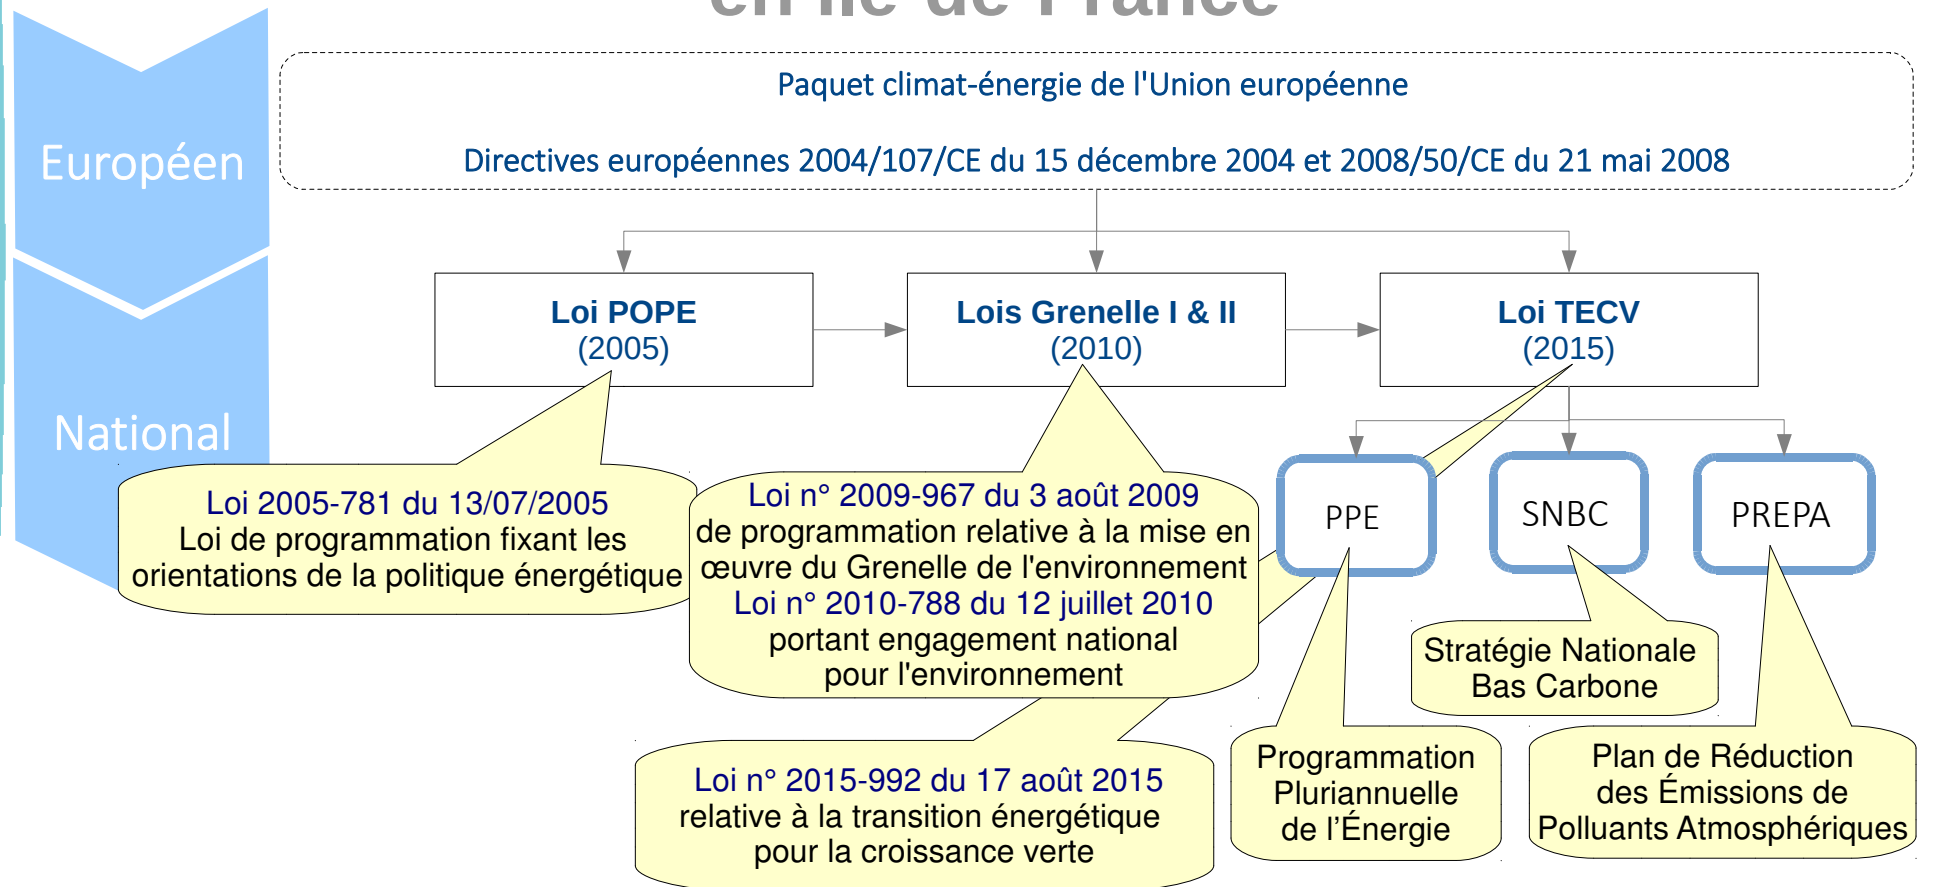 en Île-de-France
Européen
Paquet climat-énergie de l'Union européenne
Directives européennes 2004/107/CE du 15 décembre 2004 et 2008/50/CE du 21 mai 2008
National
Loi POPE
(2005)
Lois Grenelle I & II
(2010)
Loi TECV
(2015)
Loi 2005-781 du 13/07/2005
Loi de programmation fixant les
orientations de la politique énergétique
Loi n° 2009-967 du 3 août 2009
de programmation relative à la mise en
œuvre du Grenelle de l'environnement
Loi n° 2010-788 du 12 juillet 2010
portant engagement national
pour l'environnement
Loi n° 2015-992 du 17 août 2015
relative à la transition énergétique
pour la croissance verte
PPE
SNBC
PREPA
Programmation
Pluriannuelle
de l’Énergie
Stratégie Nationale
Bas Carbone
Plan de Réduction
des Émissions de
Polluants Atmosphériques